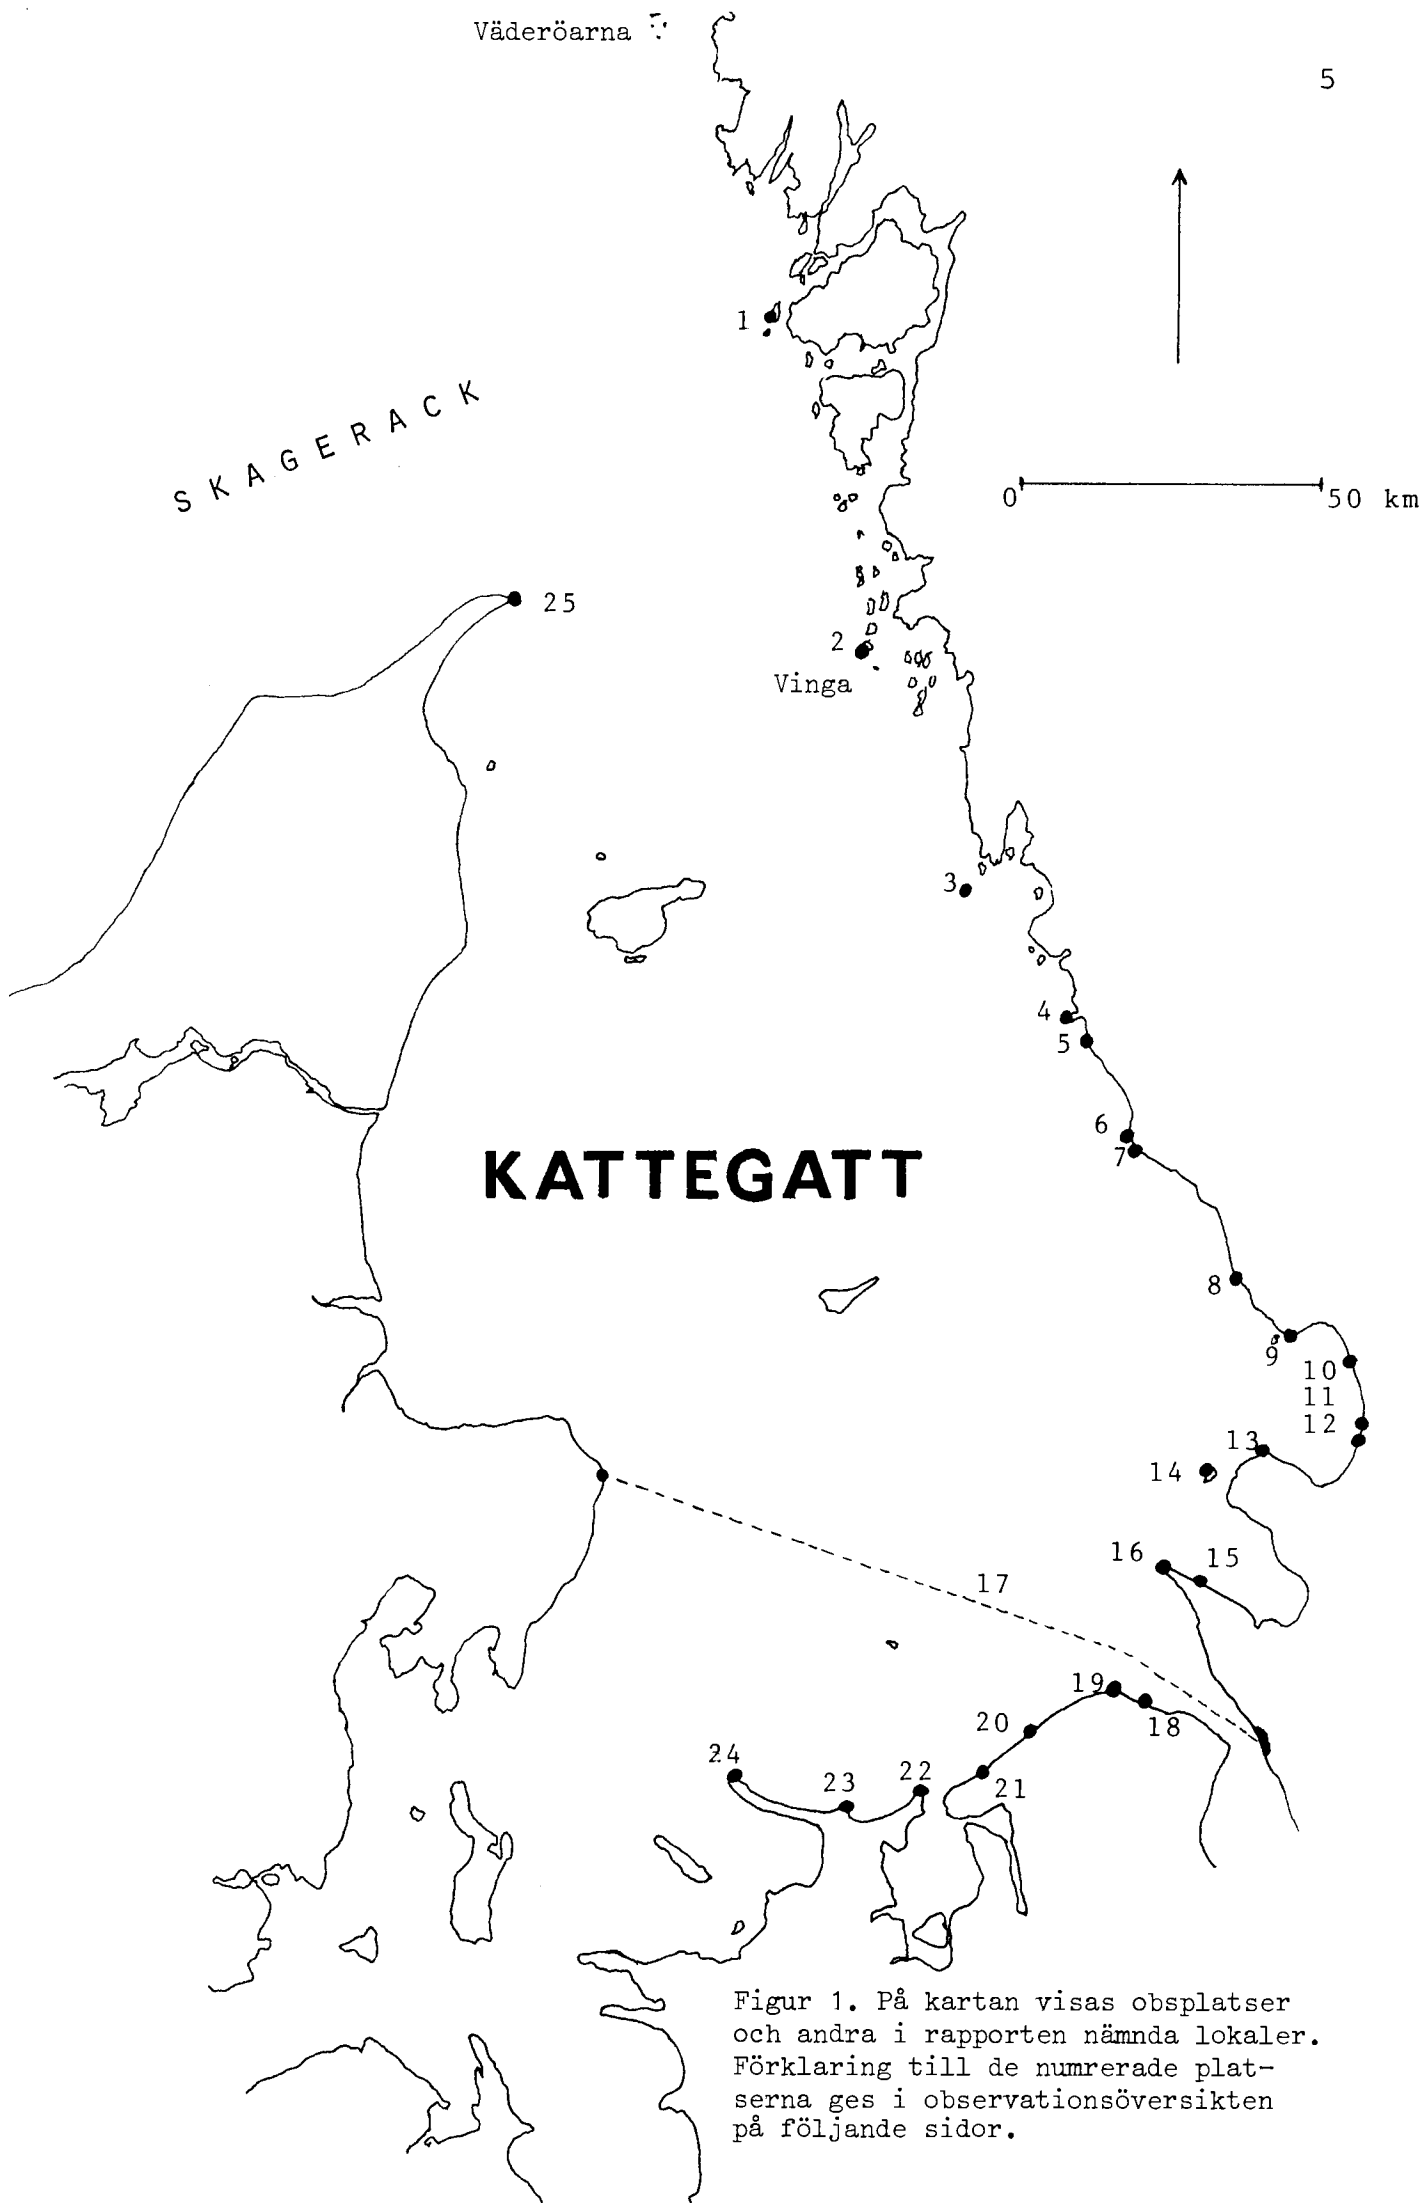 Väderöarna
5
1
SKAGERACK
0 50 km
25
2
Vinga
3
4
5
6
7
KATTEGATT
8
9
10
11
12
13
14
16
15
17
19
18
20
24
22
23
21
Figur 1. På kartan visas obsplatser
och andra i rapporten nämnda lokaler.
Förklaring till de numrerade plat-
serna ges i observationsöversikten
på följande sidor.